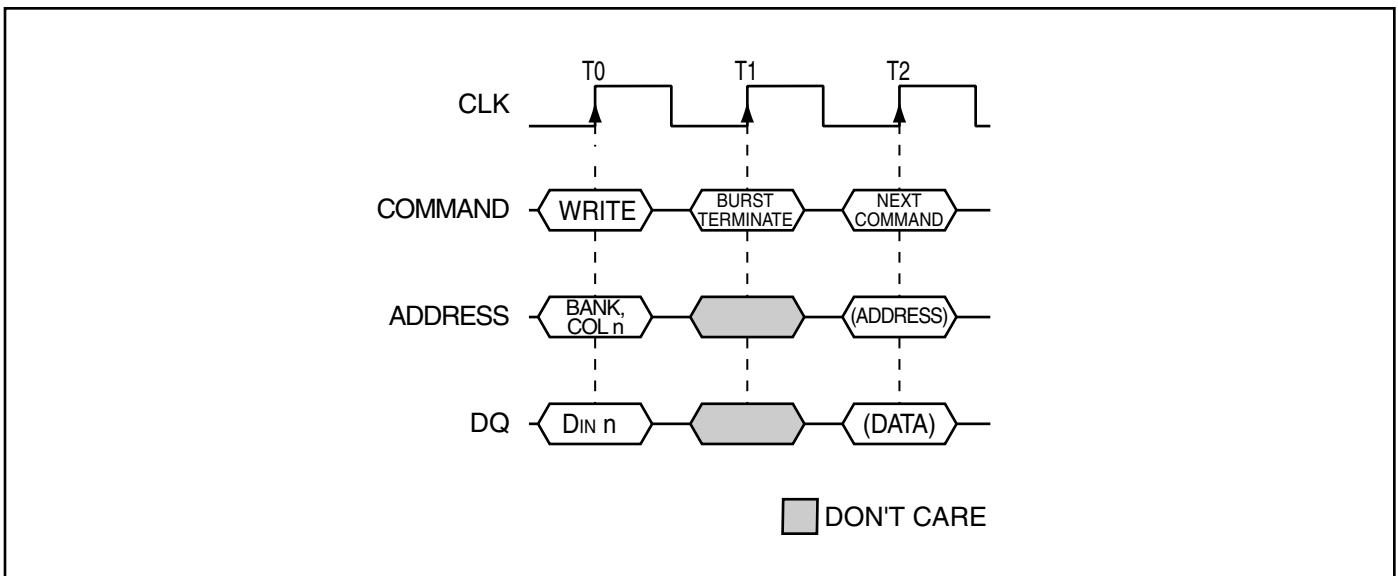 T0 T1 T2
CLK
COMMAND WRITE BURST TERMINATE NEXT COMMAND
ADDRESS BANK, COL n (ADDRESS)
DQ DIN n (DATA)
DON'T CARE